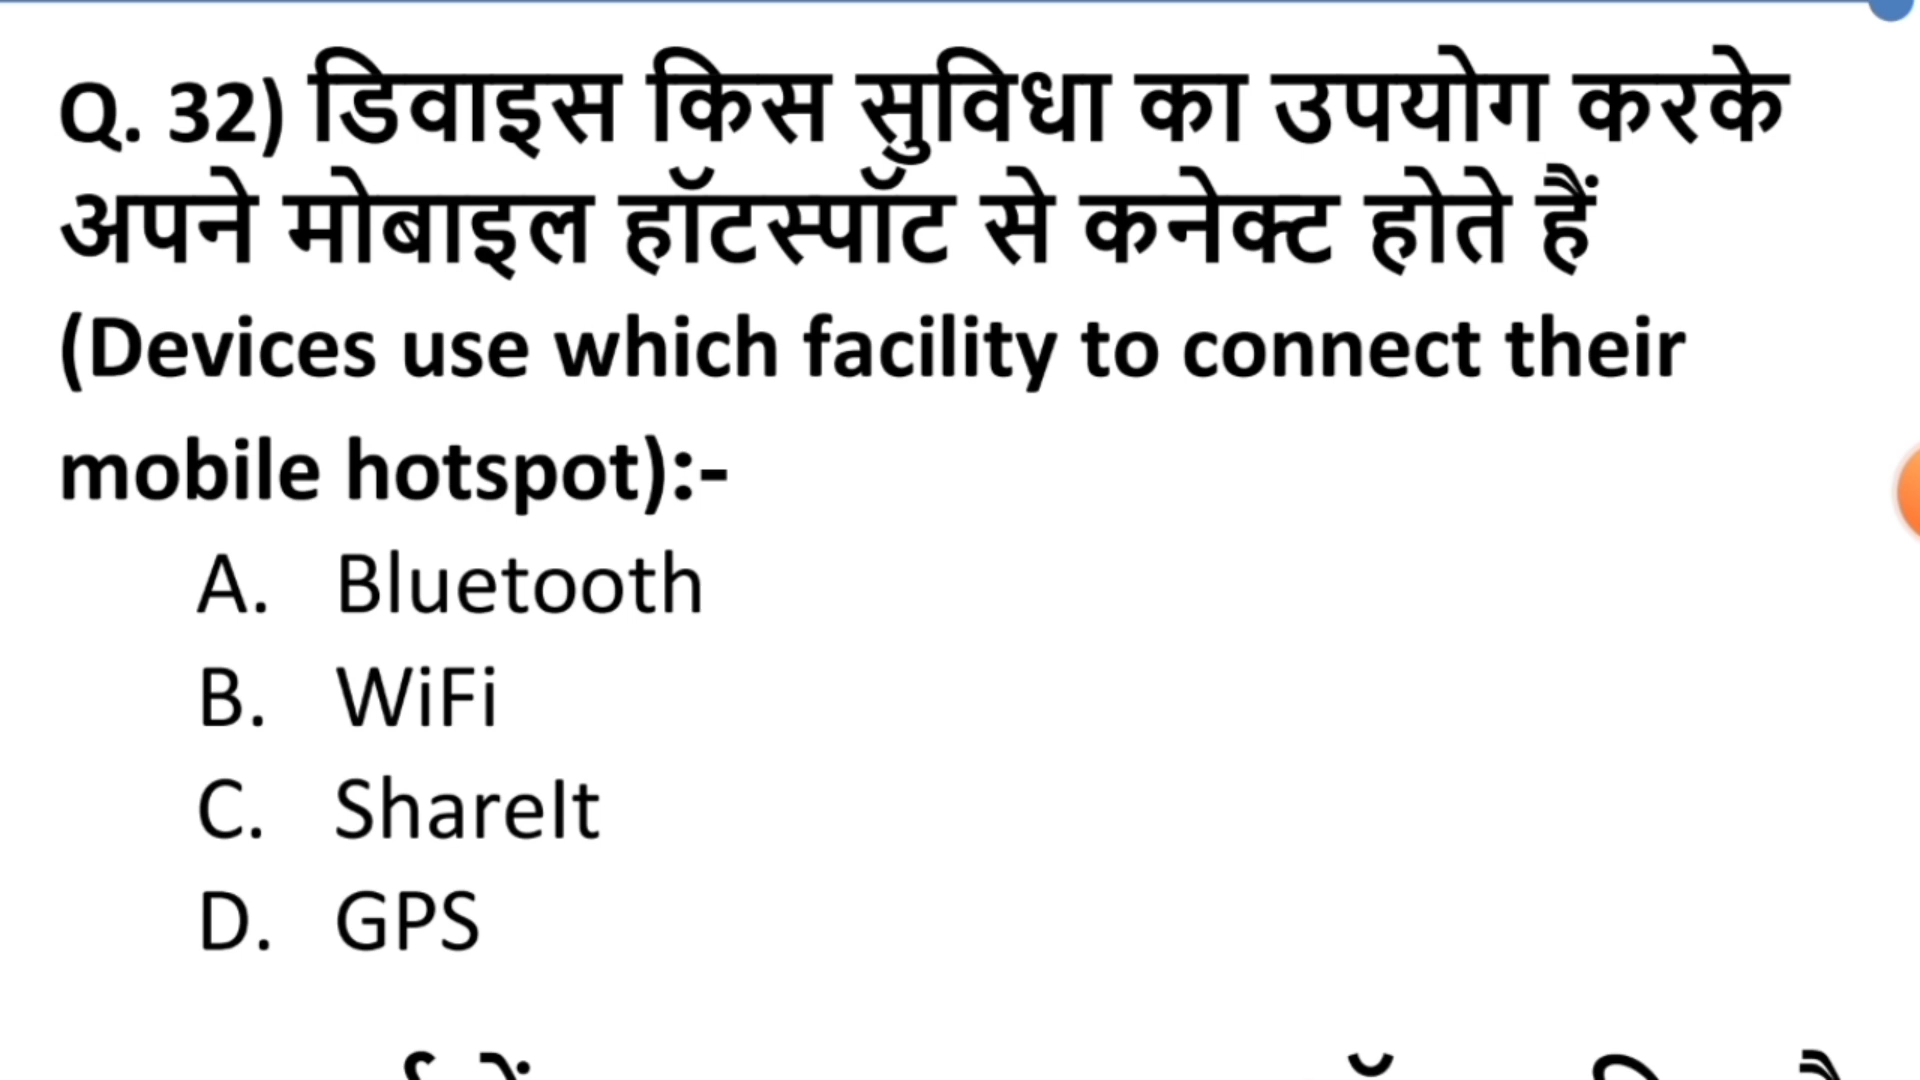 Q. 32) डिवाइस किस सुविधा का उपयोग करके
अपने मोबाइल हॉटस्पॉट से कनेक्ट होते हैं
(Devices use which facility to connect their
mobile hotspot):-
A. Bluetooth
B. WiFi
C. ShareIt
D. GPS